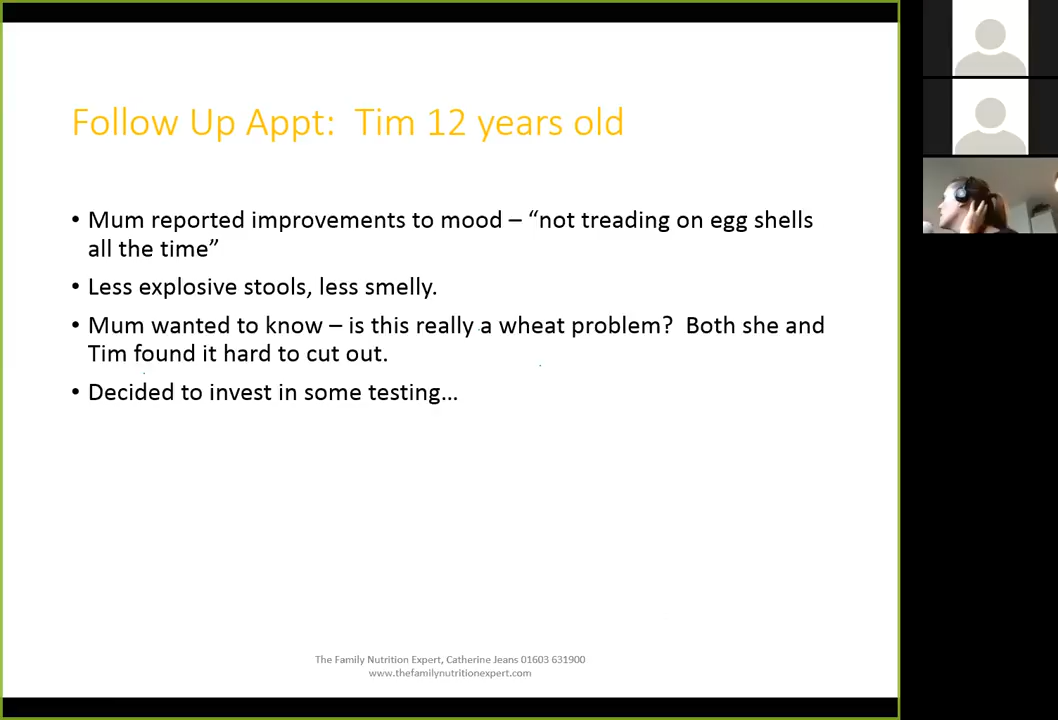 Follow Up Appt:  Tim 12 years old
• Mum reported improvements to mood – “not treading on egg shells
all the time”
• Less explosive stools, less smelly.
• Mum wanted to know – is this really a wheat problem?  Both she and
Tim found it hard to cut out.
• Decided to invest in some testing…
The Family Nutrition Expert, Catherine Jeans 01603 631900
www.thefamilynutritionexpert.com